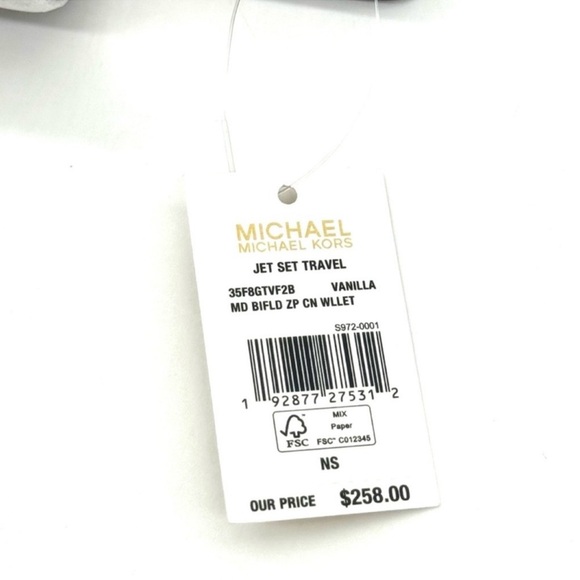 MICHAEL
MICHAEL KORS
JET SET TRAVEL
35F8GTVF2B VANILLA
MD BIFLD ZP CN WLLET
S972-0001
1 92877 27531 2
FSC
MIX
Paper
FSC™ C012345
NS
OUR PRICE $258.00